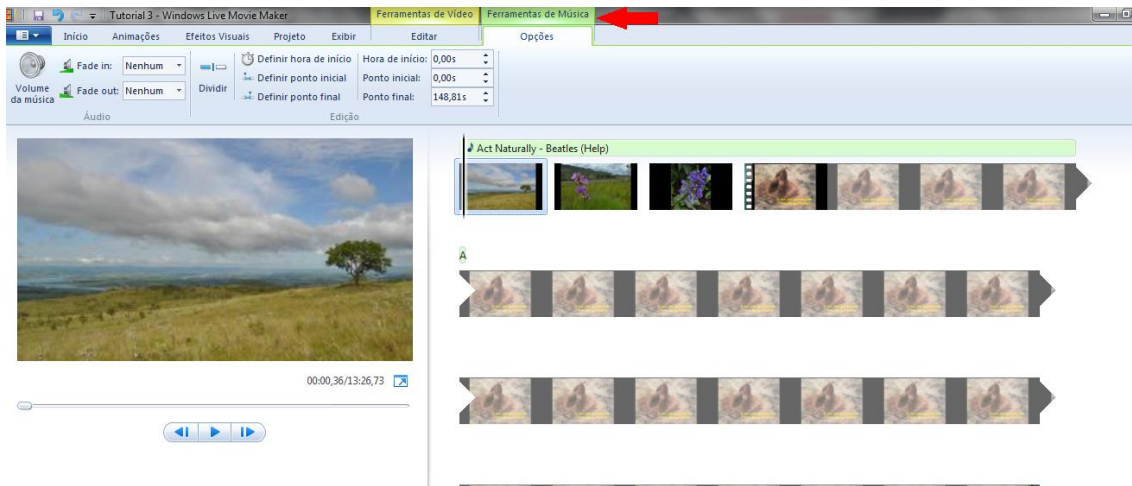 Tutorial 3 - Windows Live Movie Maker
Ferramentas de Vídeo
Ferramentas de Música
Início Animações Efeitos Visuais Projeto Exibir Editar Opções
Volume da música
Fade in: Nenhum
Fade out: Nenhum
Áudio
Dividir
Definir hora de início
Definir ponto inicial
Definir ponto final
Hora de início: 0,00s
Ponto inicial: 0,00s
Ponto final: 148,81s
Edição
Act Naturally - Beatles (Help)
A
00:00,36/13:26,73